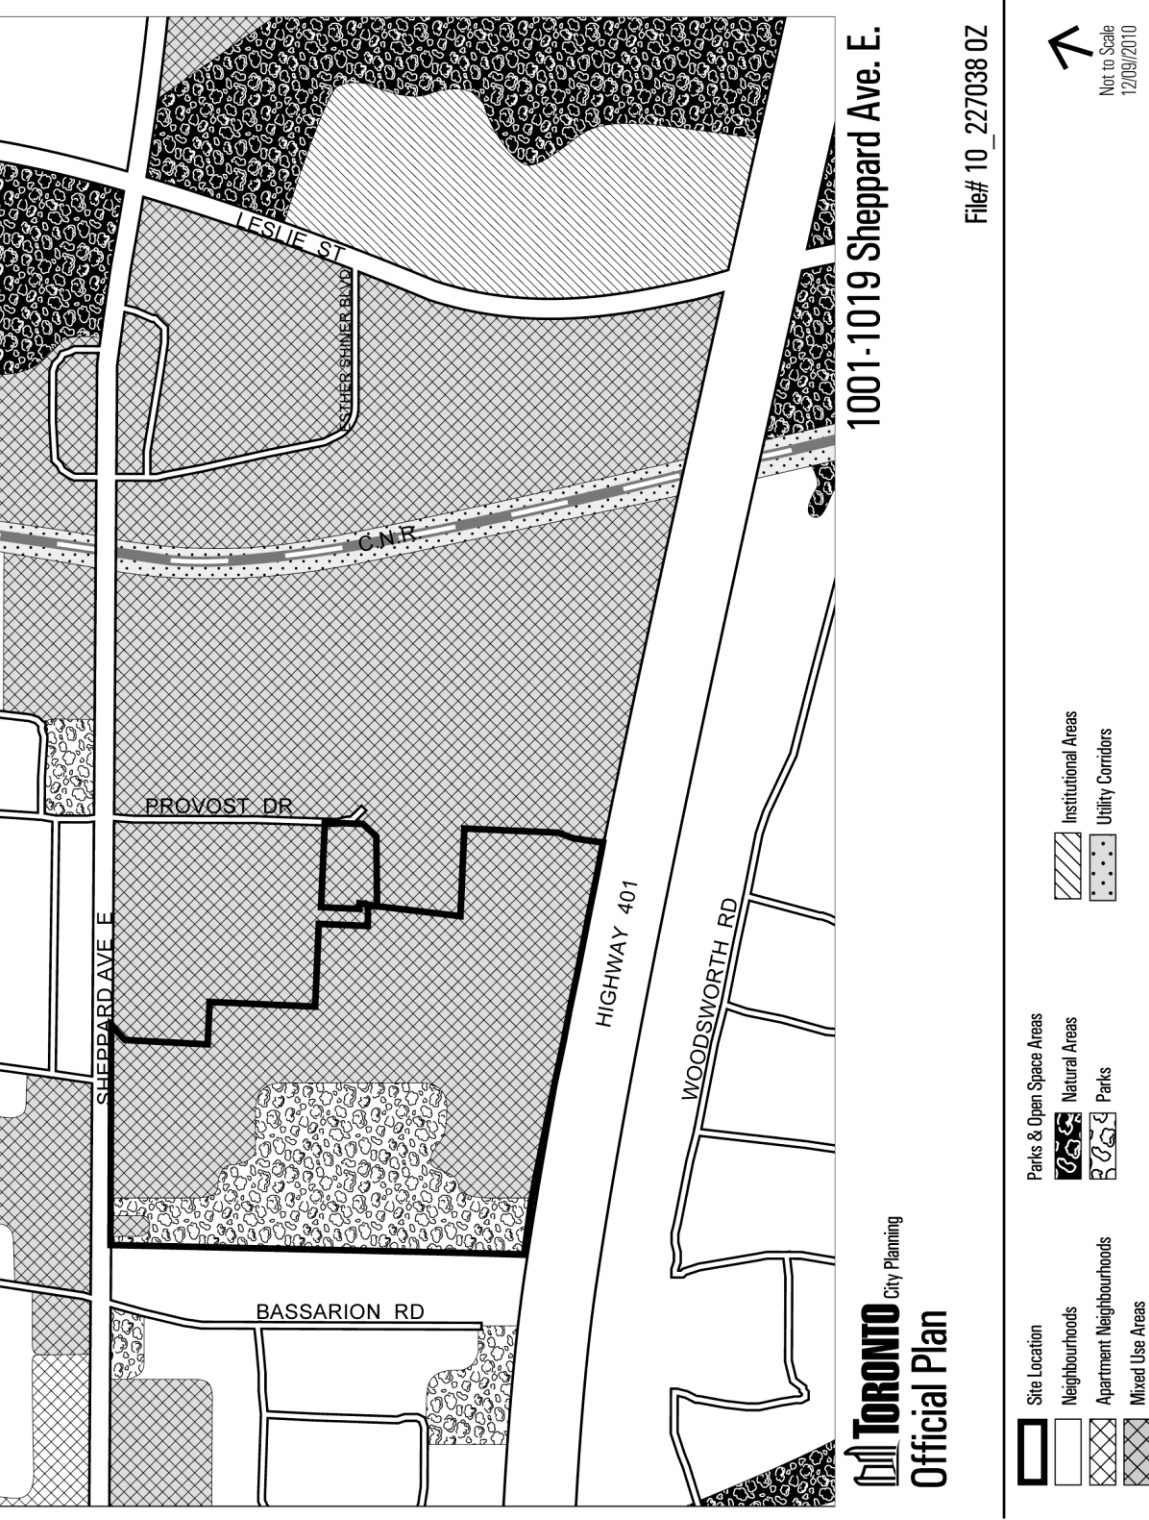 LESLIE ST
ESTHER SHINER BLVD
C.N.R
PROVOST DR
SHEPPARD AVE E
HIGHWAY 401
WOODSWORTH RD
BASSARION RD
TORONTO City Planning
Official Plan
1001-1019 Sheppard Ave. E.
File# 10_227038 OZ
Site Location
Neighbourhoods
Apartment Neighbourhoods
Mixed Use Areas
Parks & Open Space Areas
Natural Areas
Parks
Institutional Areas
Utility Corridors
Not to Scale
12/09//2010